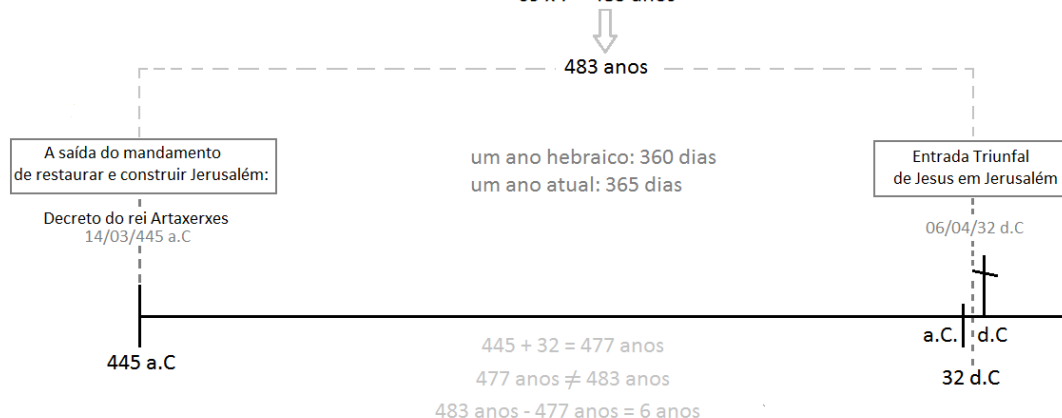 483 anos
A saída do mandamento
de restaurar e construir Jerusalém:
Decreto do rei Artaxerxes
14/03/445 a.C
um ano hebraico: 360 dias
um ano atual: 365 dias
Entrada Triunfal
de Jesus em Jerusalém
06/04/32 d.C
445 a.C
a.C. d.C
32 d.C
445 + 32 = 477 anos
477 anos ≠ 483 anos
483 anos - 477 anos = 6 anos